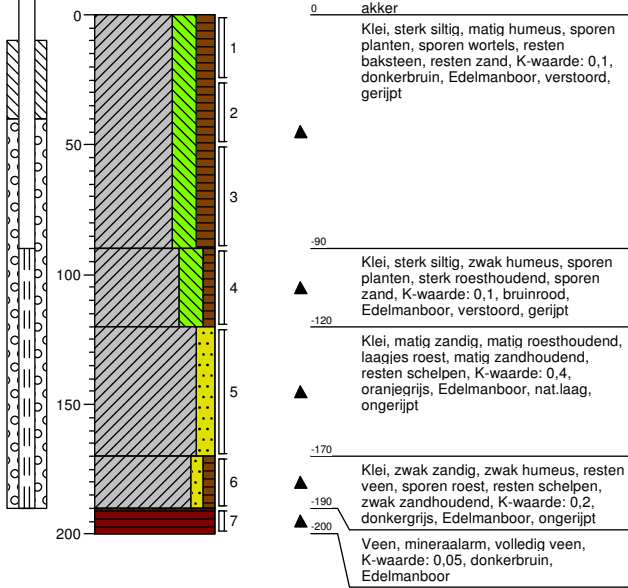 0
50
100
150
200
1
2
3
4
5
6
7
0 akker
Klei, sterk siltig, matig humeus, sporen
planten, sporen wortels, resten
baksteen, resten zand, K-waarde: 0,1,
donkerbruin, Edelmanboor, verstoord,
gerijpt
-90
Klei, sterk siltig, zwak humeus, sporen
planten, sterk roesthoudend, sporen
zand, K-waarde: 0,1, bruinrood,
Edelmanboor, verstoord, gerijpt
-120
Klei, matig zandig, matig roesthoudend,
laagjes roest, matig zandhoudend,
resten schelpen, K-waarde: 0,4,
oranjegrijs, Edelmanboor, nat.laag,
ongerijpt
-170
Klei, zwak zandig, zwak humeus, resten
veen, sporen roest, resten schelpen,
zwak zandhoudend, K-waarde: 0,2,
donkergrijs, Edelmanboor, ongerijpt
-190
-200
Veen, mineraalarm, volledig veen,
K-waarde: 0,05, donkerbruin,
Edelmanboor